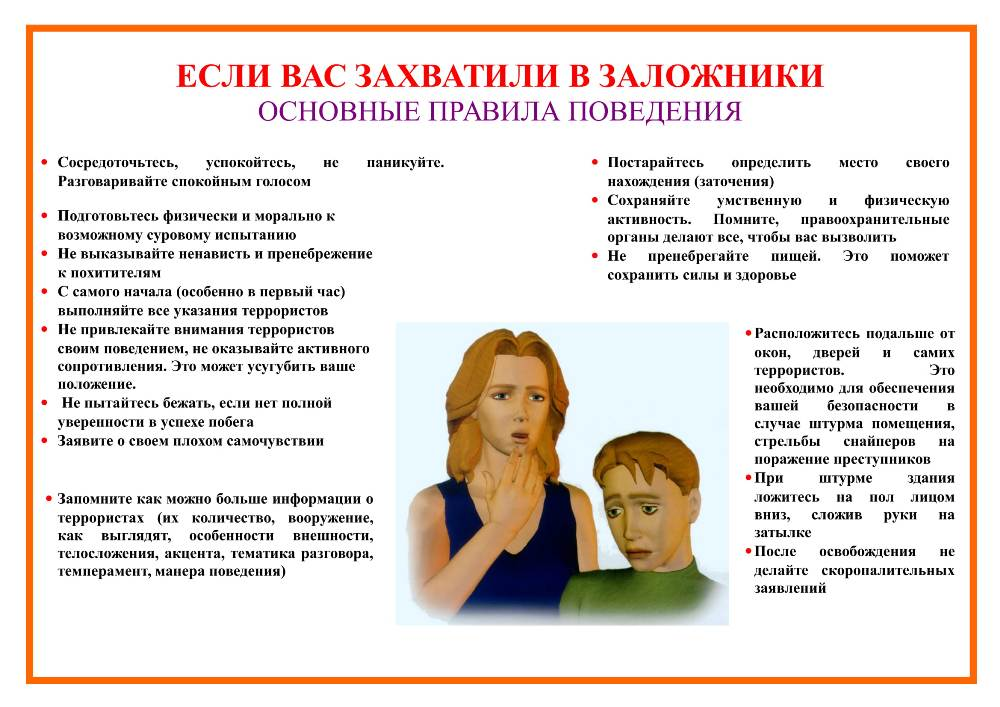 ЕСЛИ ВАС ЗАХВАТИЛИ В ЗАЛОЖНИКИ
ОСНОВНЫЕ ПРАВИЛА ПОВЕДЕНИЯ
• Сосредоточьтесь, успокойтесь, не паникуйте.
Разговаривайте спокойным голосом
• Подготовьтесь физически и морально к
возможному суровому испытанию
• Не выказывайте ненависть и пренебрежение
к похитителям
• С самого начала (особенно в первый час)
выполняйте все указания террористов
• Не привлекайте внимания террористов
своим поведением, не оказывайте активного
сопротивления. Это может усугубить ваше
положение.
• Не пытайтесь бежать, если нет полной
уверенности в успехе побега
• Заявите о своем плохом самочувствии
• Запомните как можно больше информации о
террористах (их количество, вооружение,
как выглядят, особенности внешности,
телосложения, акцента, тематика разговора,
темперамент, манера поведения)
• Постарайтесь определить место своего
нахождения (заточения)
• Сохраняйте умственную и физическую
активность. Помните, правоохранительные
органы делают все, чтобы вас вызволить
• Не пренебрегайте пищей. Это поможет
сохранить силы и здоровье
• Расположитесь подальше от
окон, дверей и самих
террористов. Это
необходимо для обеспечения
вашей безопасности в
случае штурма помещения,
стрельбы снайперов на
поражение преступников
• При штурме здания
ложитесь на пол лицом
вниз, сложив руки на
затылке
• После освобождения не
делайте скоропалительных
заявлений